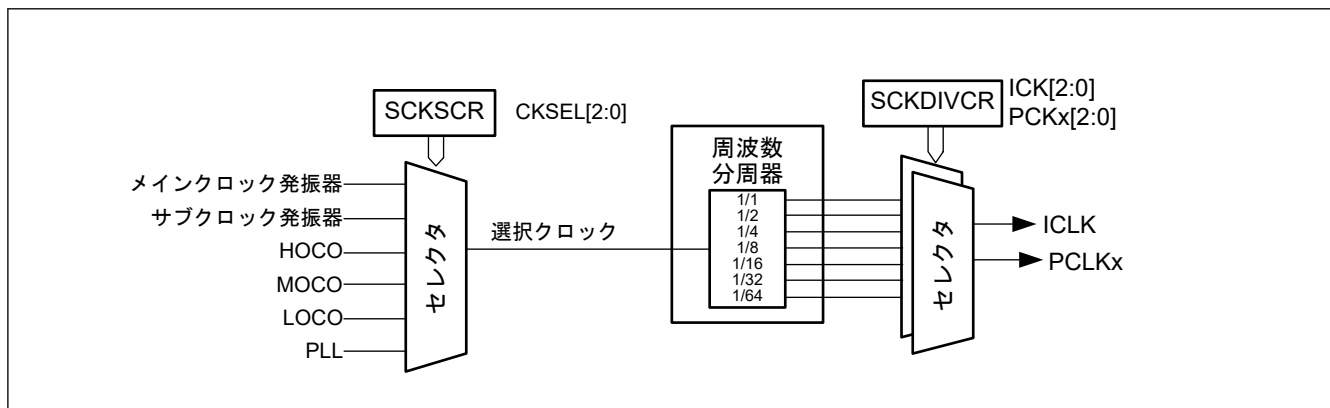 SCKSCR
CKSEL[2:0]
メインクロック発振器
サブクロック発振器
HOCO
MOCO
LOCO
PLL
セレクタ
選択クロック
周波数
分周器
1/1
1/2
1/4
1/8
1/16
1/32
1/64
SCKDIVCR
ICK[2:0]
PCKx[2:0]
セレクタ
ICLK
PCLKx